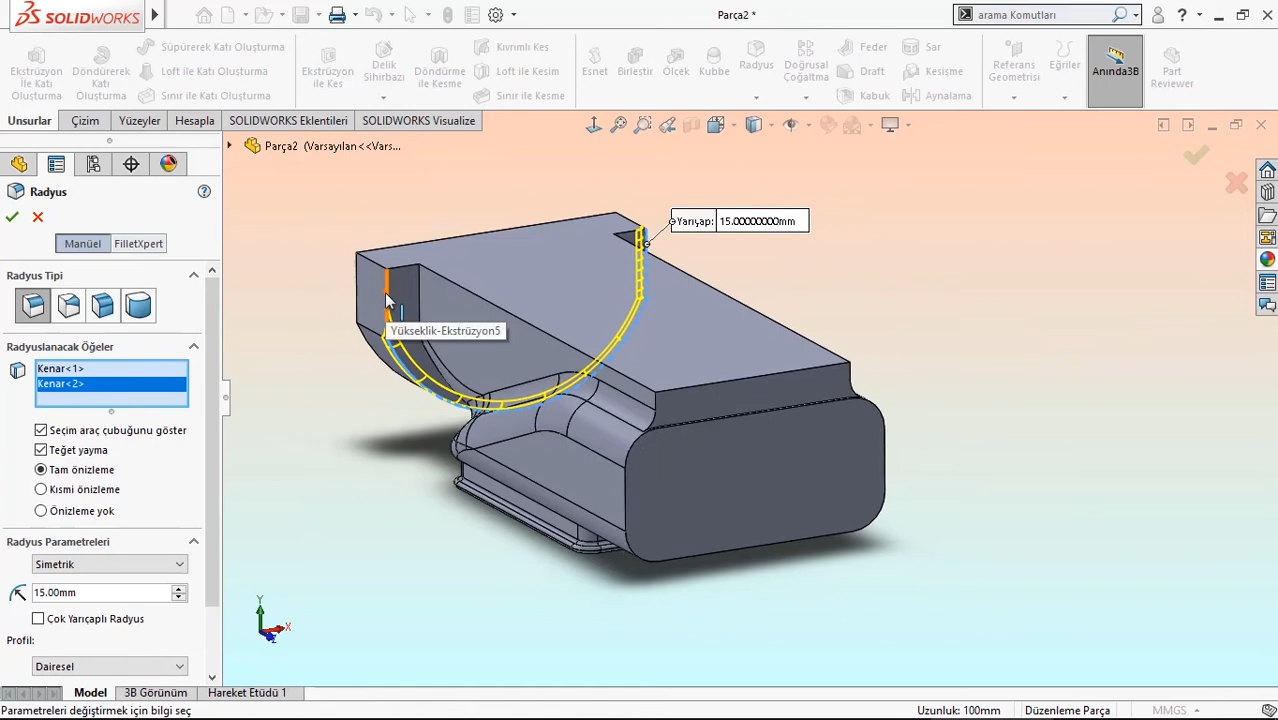 SOLIDWORKS
Parça2 *
arama Komutları
Ekstrüzyon
İle Katı
Oluşturma
Döndürerek
Katı
Oluşturma
Süpürerek Katı Oluşturma
Loft ile Katı Oluşturma
Sınır ile Katı Oluşturma
Ekstrüzyon
ile Kes
Delik
Sihirbazı
Döndürme
ile Kes
Kıvrımlı Kes
Loft ile Kesim
Sınır ile Kesme
Esnet
Birleştir
Ölçek
Kubbe
Radyus
Doğrusal
Çoğaltma
Feder
Draft
Kabuk
Sar
Kesişme
Aynalama
Referans
Geometrisi
Eğriler
Anında3B
Part
Reviewer
Unsurlar
Çizim
Yüzeyler
Hesapla
SOLIDWORKS Eklentileri
SOLIDWORKS Visualize
Parça2 (Varsayılan<<Vars...
Radyus
Manüel
FilletXpert
Radyus Tipi
Radyuslanacak Öğeler
Kenar<1>
Kenar<2>
Seçim araç çubuğunu göster
Teğet yayma
Tam önizleme
Kısmi önizleme
Önizleme yok
Radyus Parametreleri
Simetrik
15.00mm
Çok Yarıçaplı Radyus
Profil:
Dairesel
Yarıçap: 15.00000000mm
Yükseklik-Ekstrüzyon5
Y
X
Z
Model
3B Görünüm
Hareket Etüdü 1
Parametreleri değiştirmek için bilgi seç
Uzunluk: 100mm
Düzenleme Parça
MMGS